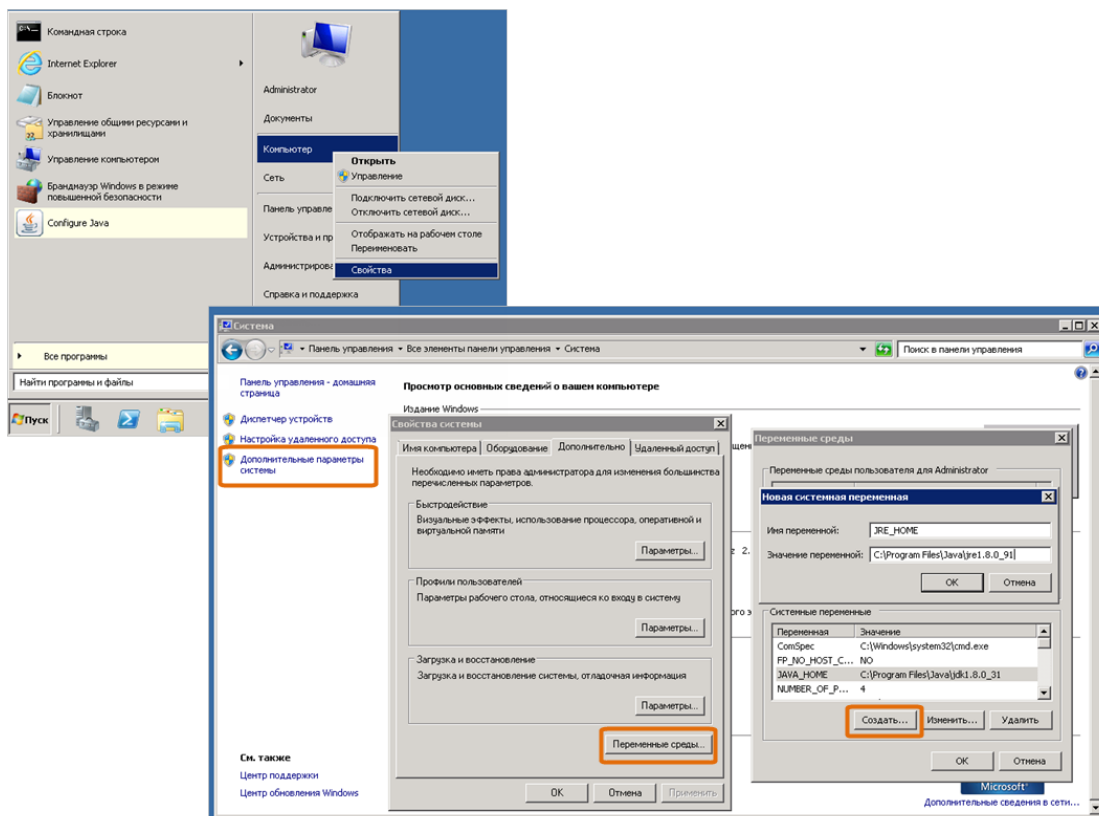 Командная строка
Internet Explorer
Блокнот
Управление общими ресурсами и
хранилищами
Управление компьютером
Брандмауэр Windows в режиме
повышенной безопасности
Configure Java
Все программы
Найти программы и файлы
Пуск
Administrator
Документы
Компьютер
Сеть
Панель управле
Устройства и пр
Администрирова
Справка и поддержка
Открыть
Управление
Подключить сетевой диск...
Отключить сетевой диск...
Отображать на рабочем столе
Переименовать
Свойства
Система
Панель управления
Все элементы панели управления
Система
Поиск в панели управления
Панель управления - домашняя
страница
Диспетчер устройств
Настройка удаленного доступа
Дополнительные параметры
системы
См. также
Центр поддержки
Центр обновления Windows
Просмотр основных сведений о вашем компьютере
Издание Windows
Свойства системы
Имя компьютера
Оборудование
Дополнительно
Удаленный доступ
Необходимо иметь права администратора для изменения большинства
перечисленных параметров.
Быстродействие
Визуальные эффекты, использование процессора, оперативной и
виртуальной памяти
Параметры...
Профили пользователей
Параметры рабочего стола, относящиеся ко входу в систему
Параметры...
Загрузка и восстановление
Загрузка и восстановление системы, отладочная информация
Параметры...
Переменные среды...
OK
Отмена
Применить
Переменные среды
Переменные среды пользователя для Administrator
Новая системная переменная
Имя переменной:
JRE_HOME
Значение переменной:
C:\Program Files\Java\jre1.8.0_91
OK
Отмена
Системные переменные
Переменная Значение
ComSpec C:\Windows\system32\cmd.exe
FP_NO_HOST_C... NO
JAVA_HOME C:\Program Files\Java\jdk1.8.0_31
NUMBER_OF_P... 4
Создать...
Изменить...
Удалить
OK
Отмена
Microsoft
Дополнительные сведения в сети...